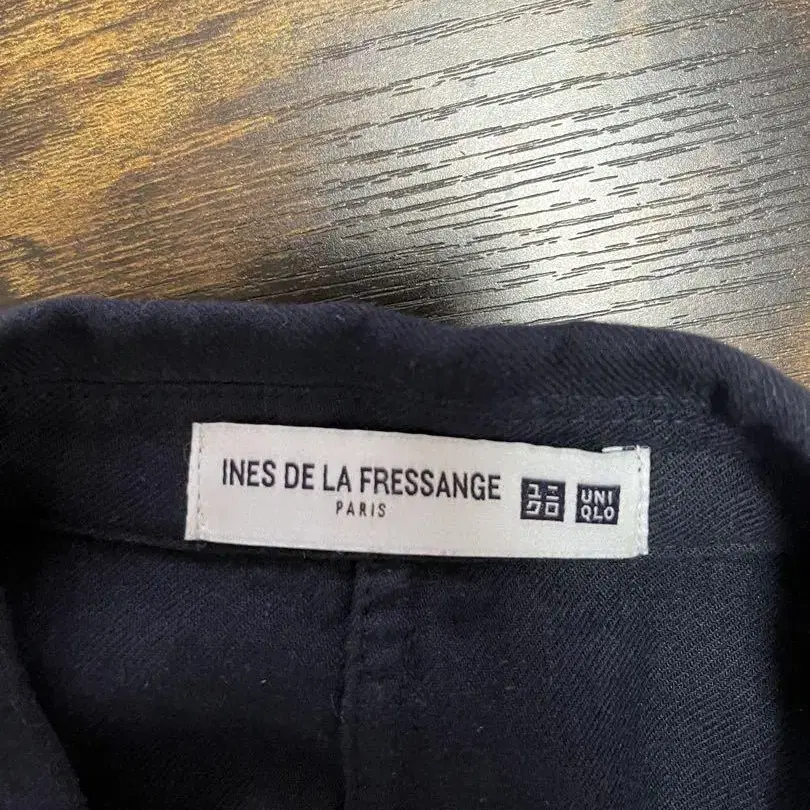 INES DE LA FRESSANGE
PARIS
ユニ
クロ
UNI
QLO